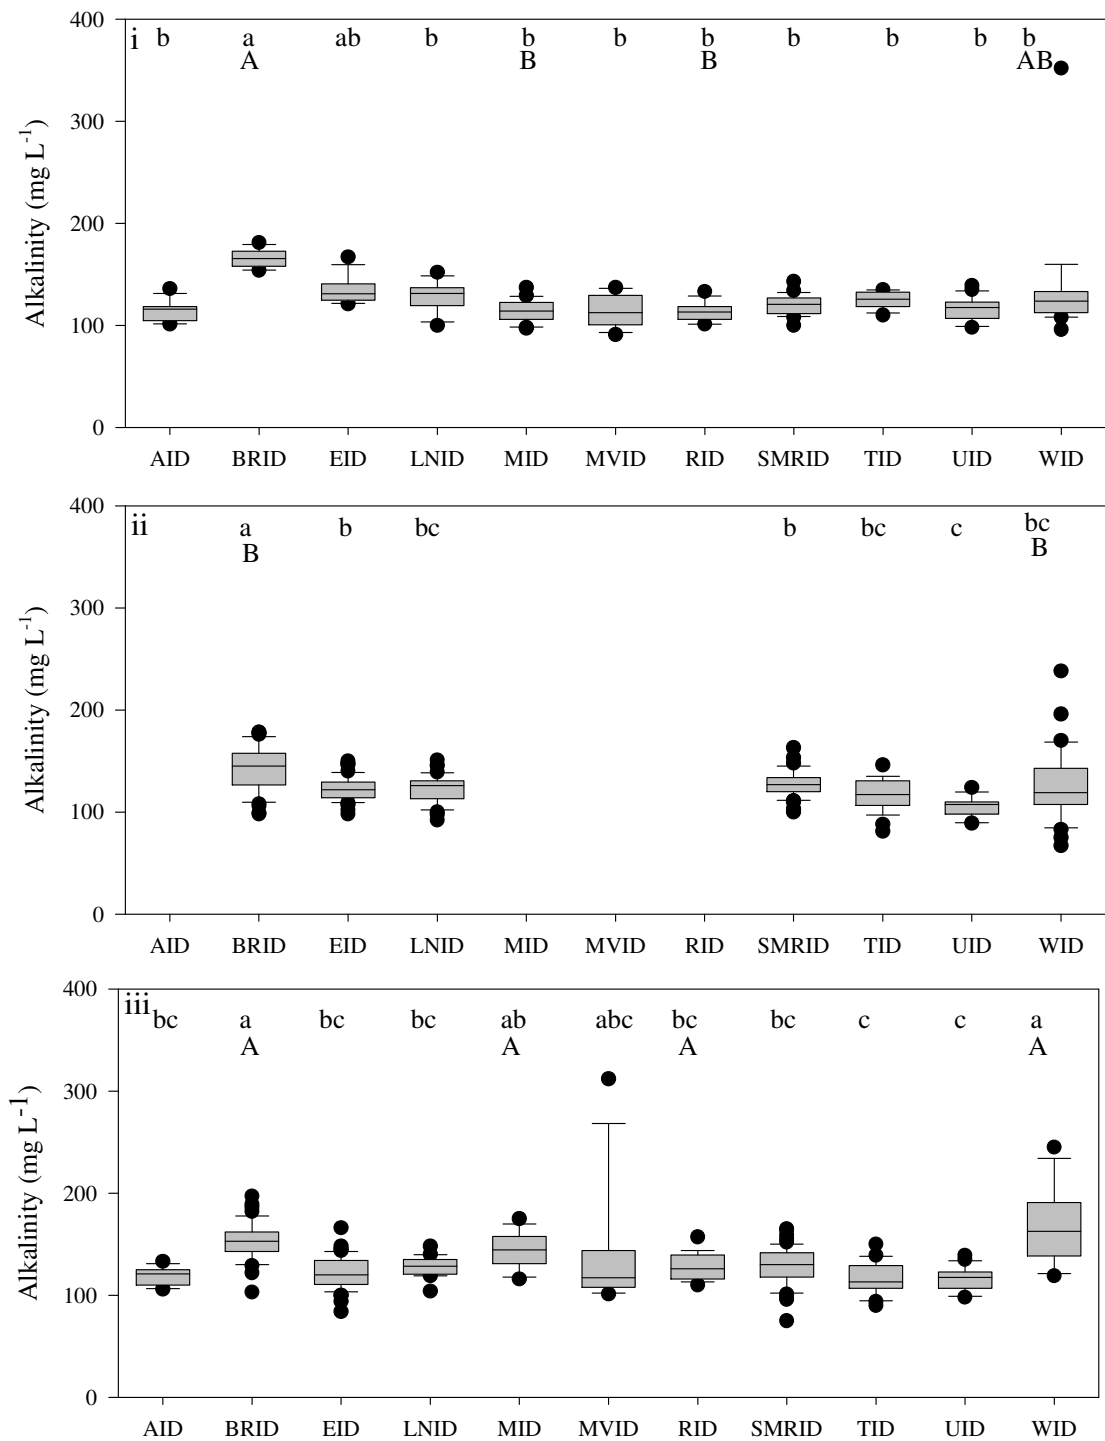 400
i b a ab b b b b b b b b
A B B AB
300
Alkalinity (mg L-1)
200
100
0
AID BRID EID LNID MID MVID RID SMRID TID UID WID
400
ii a b bc b bc c bc
B B
300
Alkalinity (mg L-1)
200
100
0
AID BRID EID LNID MID MVID RID SMRID TID UID WID
400
iii bc a bc bc ab abc bc bc c c a
A A A A
300
Alkalinity (mg L-1)
200
100
0
AID BRID EID LNID MID MVID RID SMRID TID UID WID